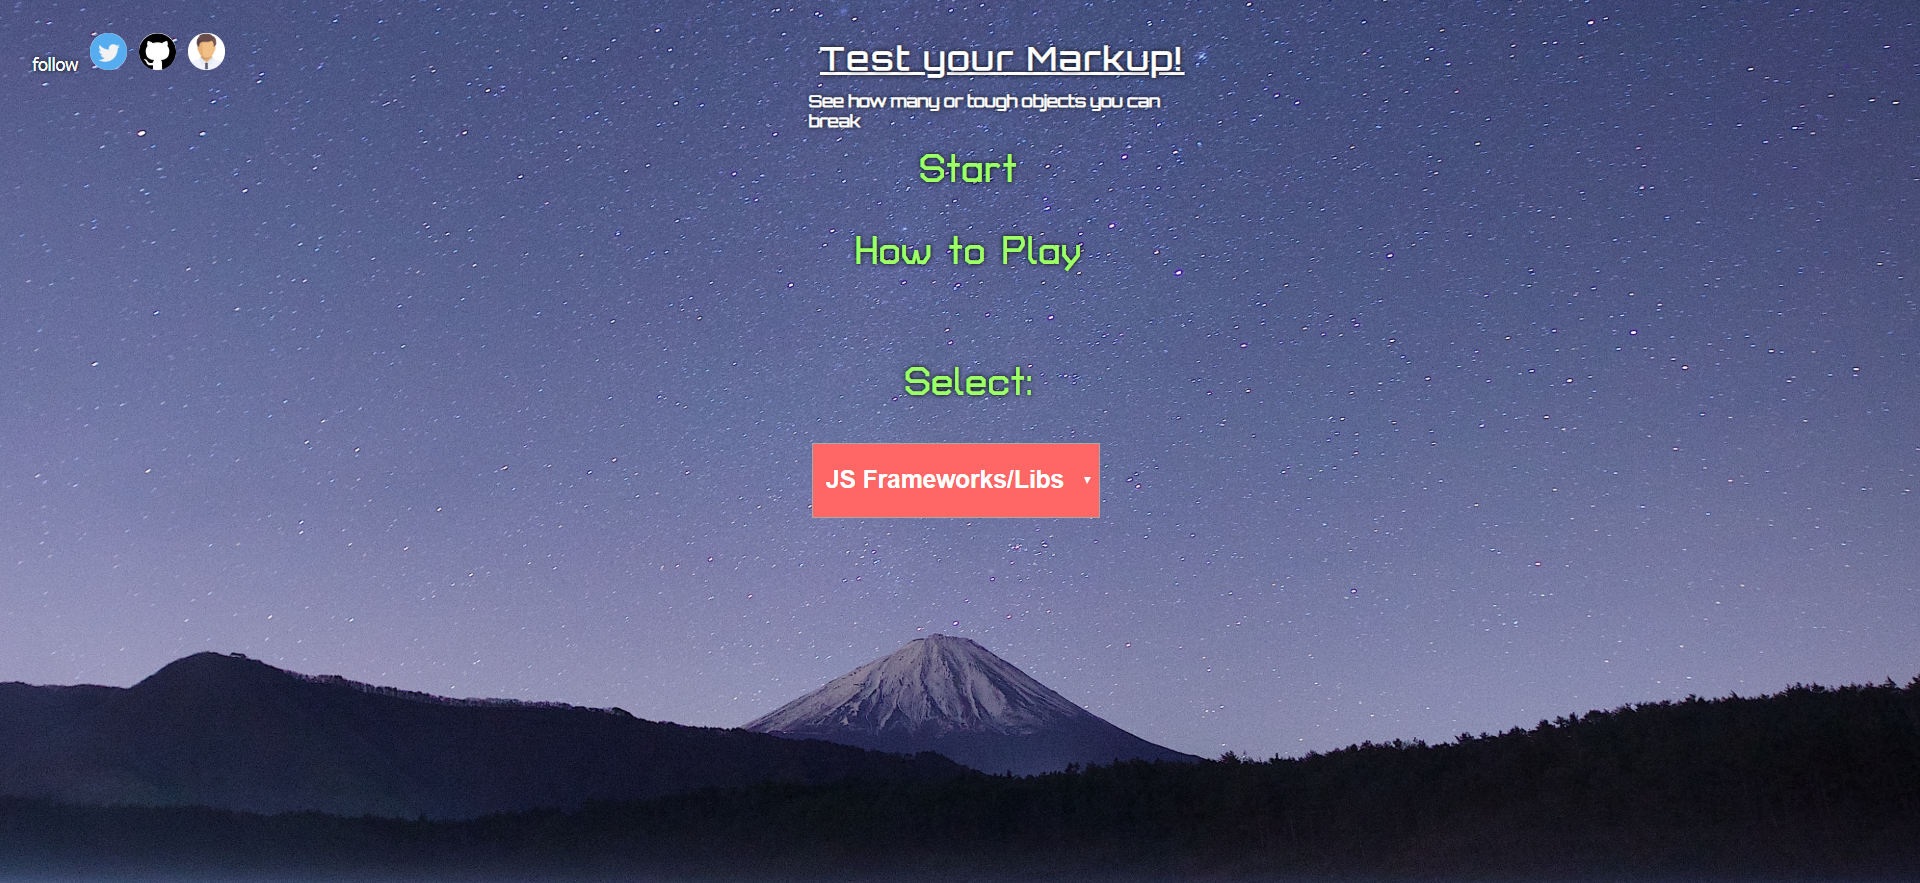 follow
Test your Markup!
See how many or tough objects you can
break
Start
How to Play
Select:
JS Frameworks/Libs